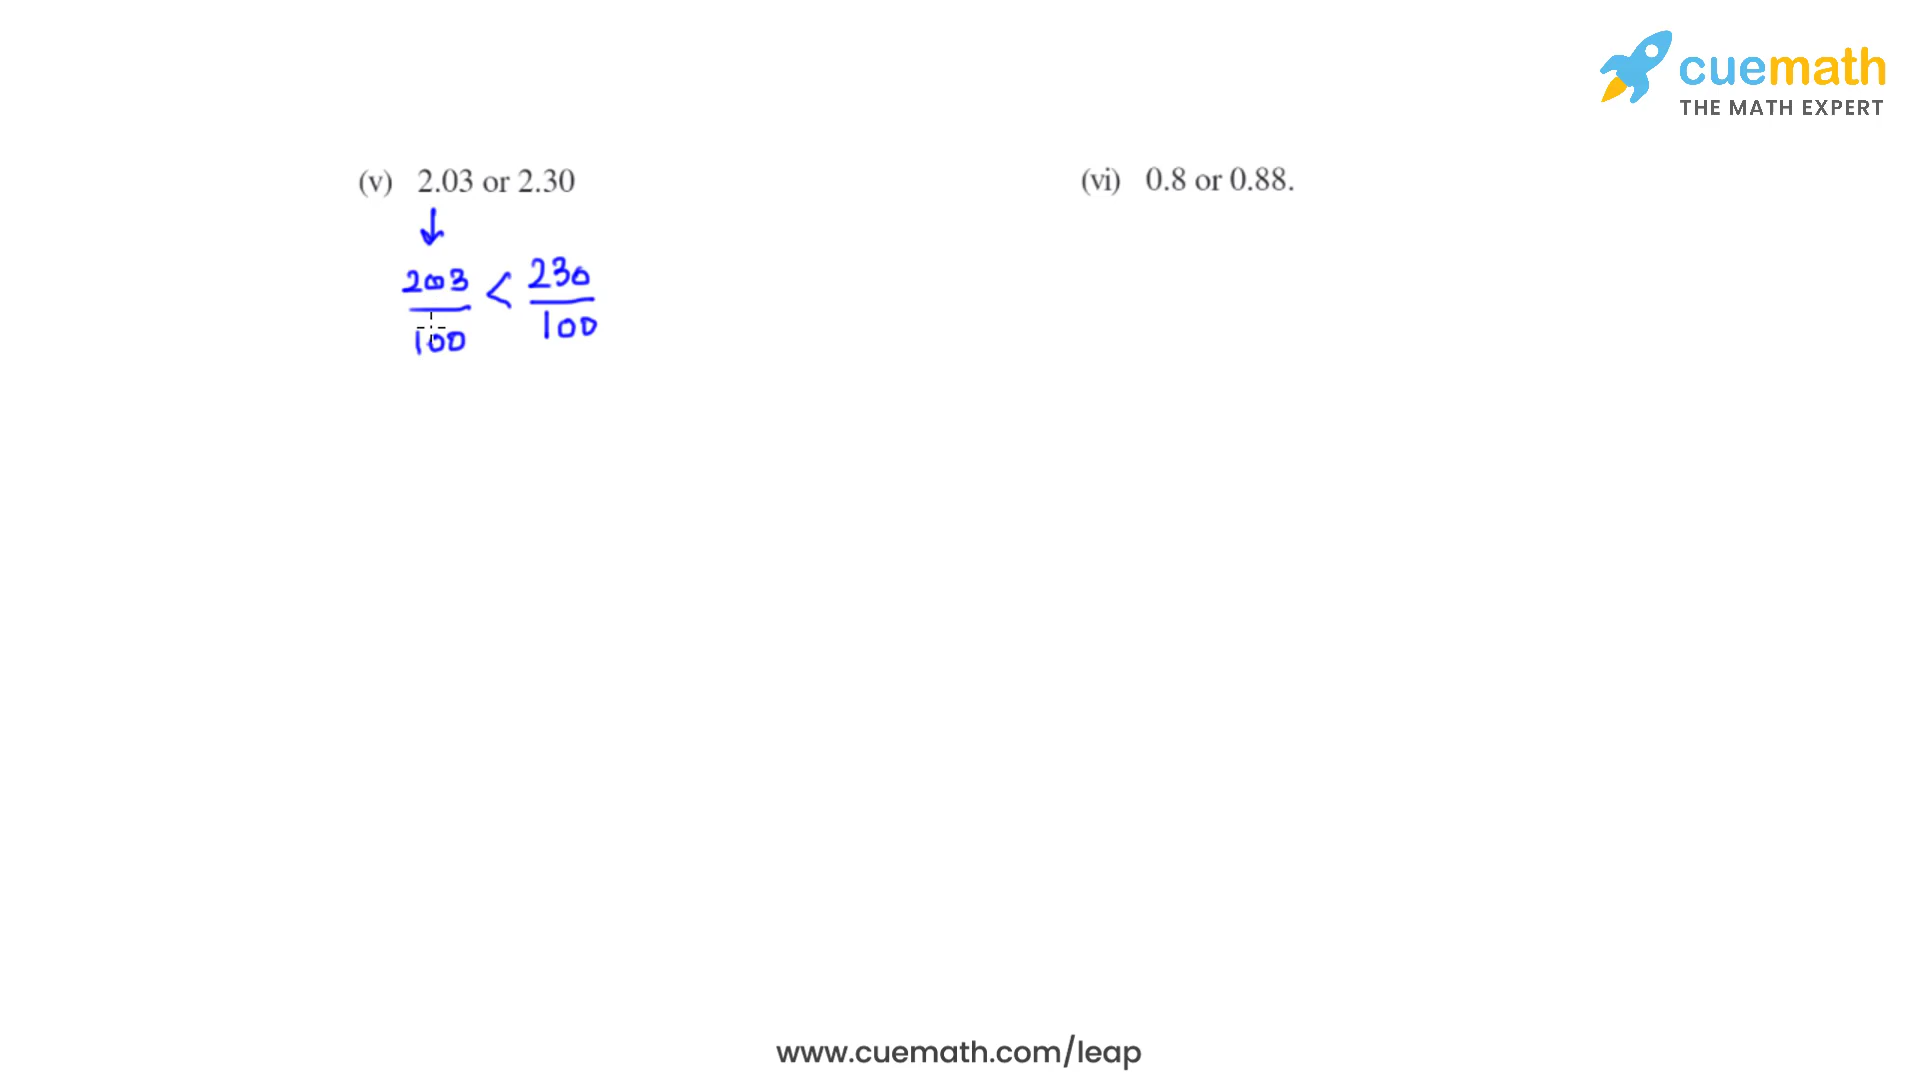 cuemath
THE MATH EXPERT
(v) 2.03 or 2.30
(vi) 0.8 or 0.88.
↓
203 < 230
100 100
www.cuemath.com/leap